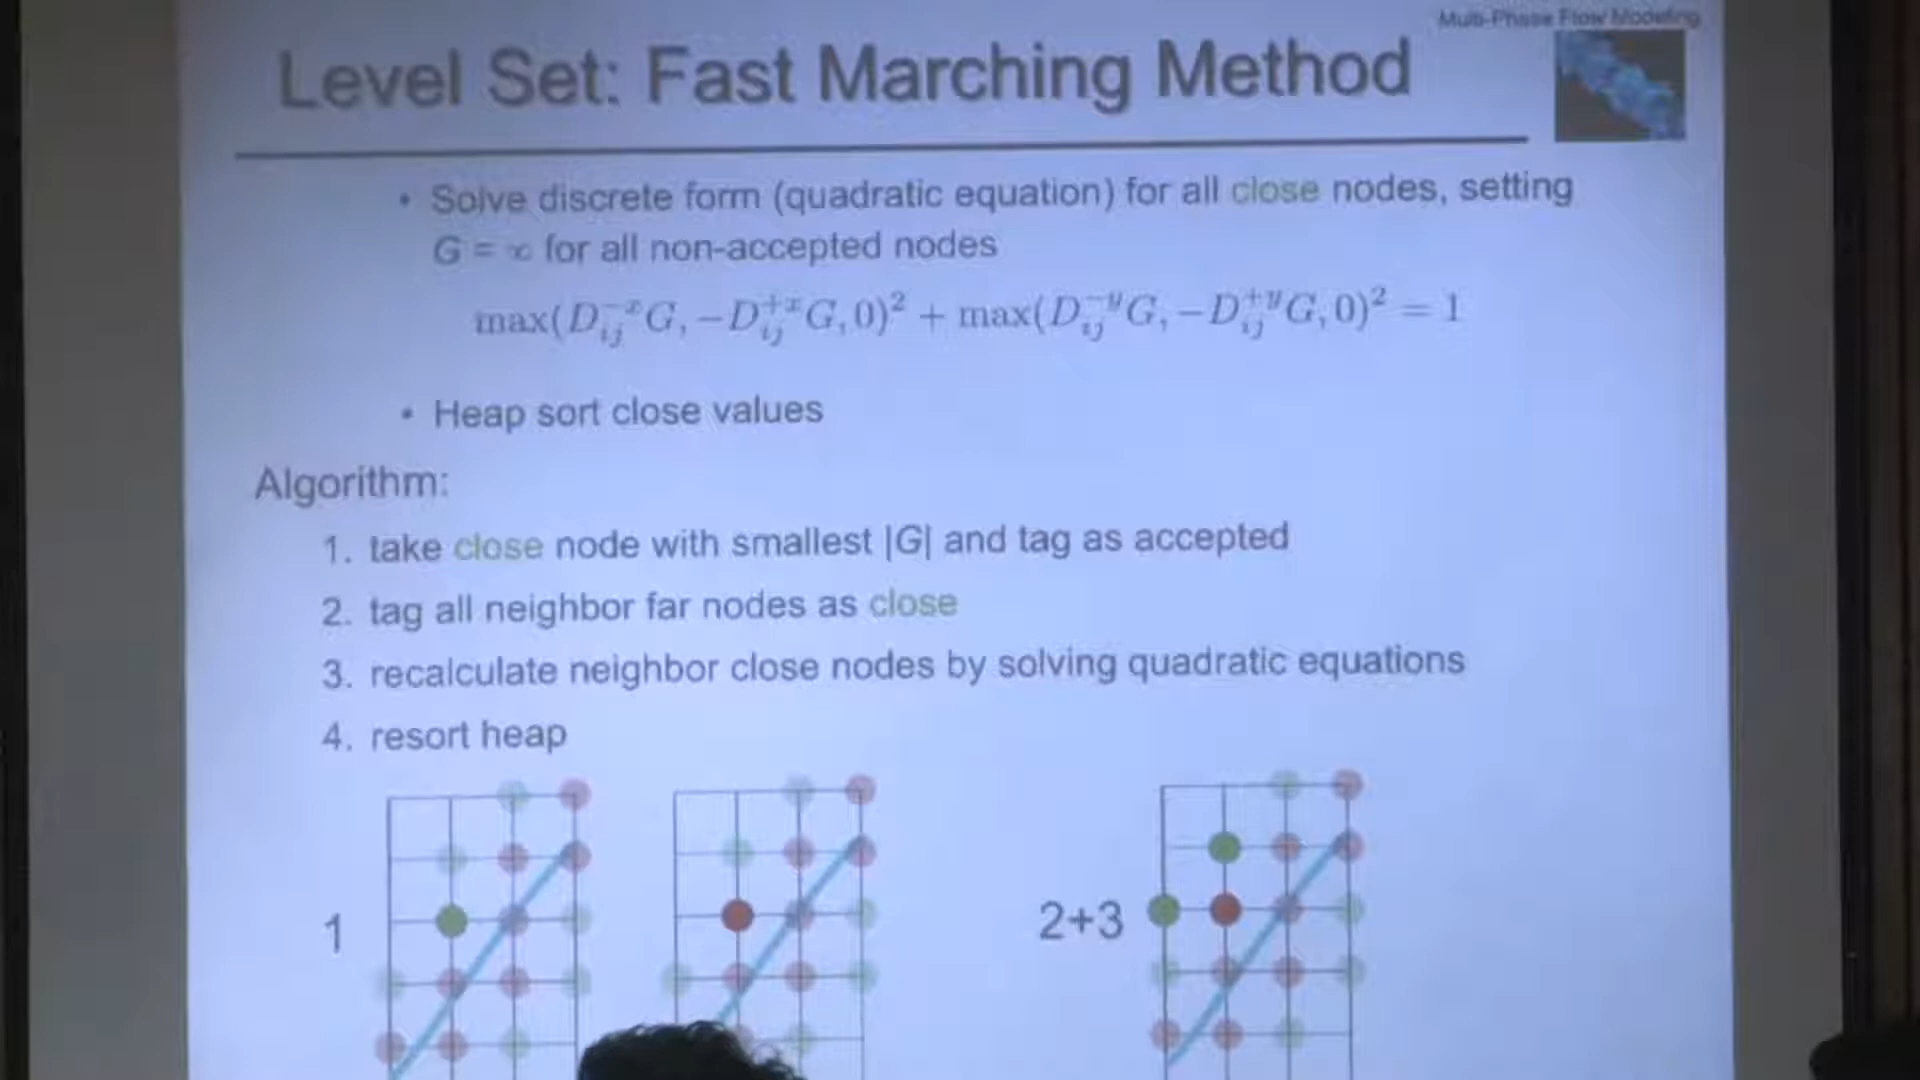 Multi-Phase Flow Modeling
Level Set: Fast Marching Method
• Solve discrete form (quadratic equation) for all close nodes, setting
G = ∞ for all non-accepted nodes
max(D_{ij}^{-x}G, −D_{ij}^{+x}G, 0)² + max(D_{ij}^{-y}G, −D_{ij}^{+y}G, 0)² = 1
• Heap sort close values
Algorithm:
1. take close node with smallest |G| and tag as accepted
2. tag all neighbor far nodes as close
3. recalculate neighbor close nodes by solving quadratic equations
4. resort heap
1
2+3